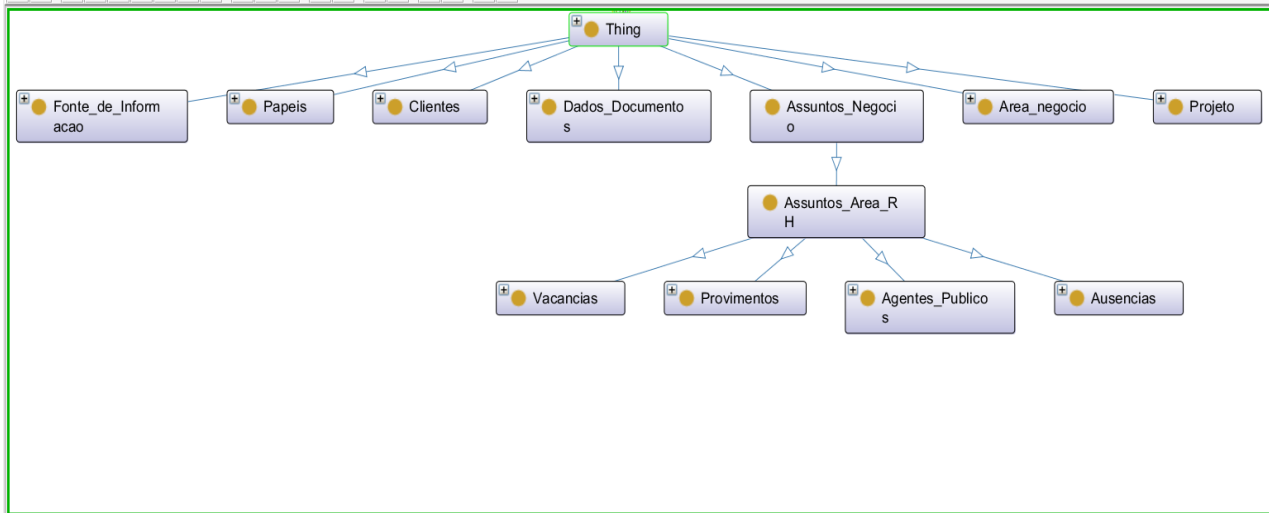 Thing
Fonte_de_Inform
acao
Papeis
Clientes
Dados_Documento
s
Assuntos_Negoci
o
Area_negocio
Projeto
Assuntos_Area_R
H
Vacancias
Provimentos
Agentes_Publico
s
Ausencias